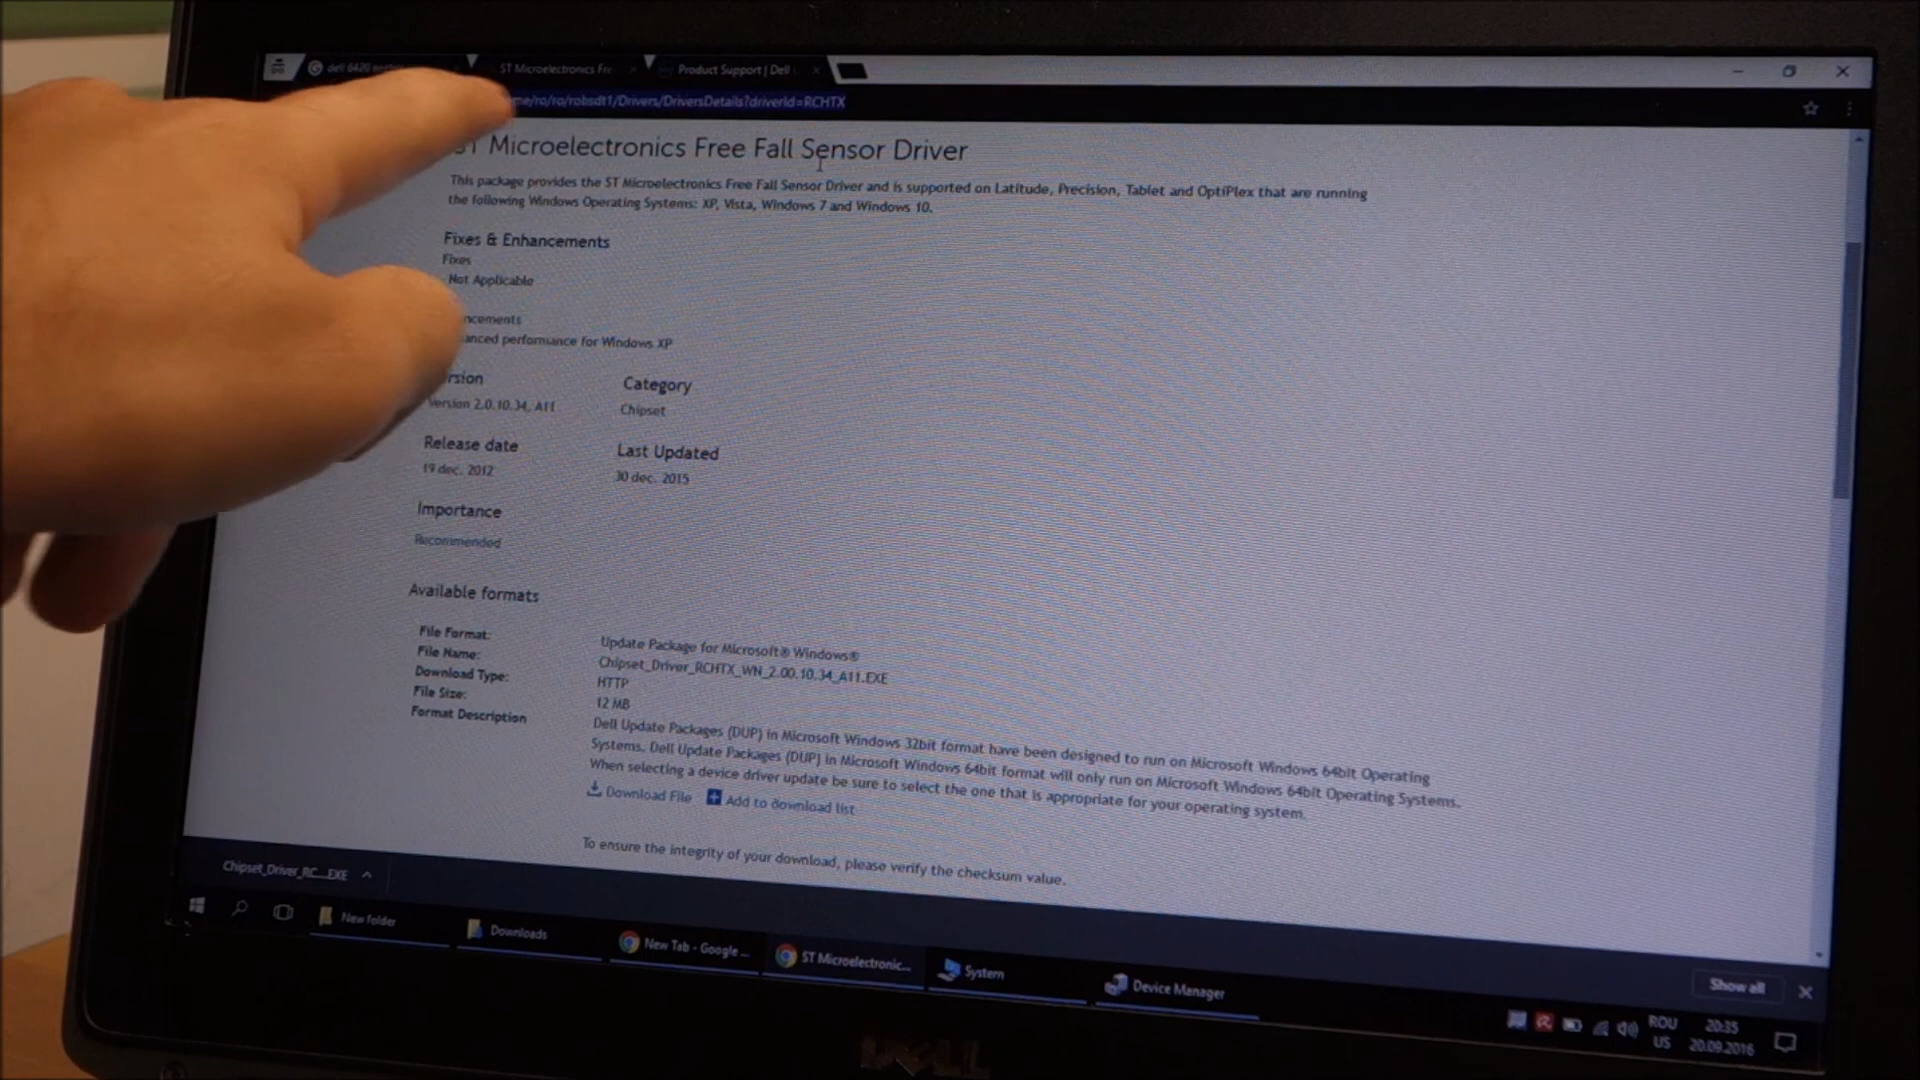 dell 6420
ST Microelectronics Fre
Product Support | Dell
me/ro/ro/robsdt1/Drivers/DriversDetails?driverId=RCHTX
ST Microelectronics Free Fall Sensor Driver
This package provides the ST Microelectronics Free Fall Sensor Driver and is supported on Latitude, Precision, Tablet and OptiPlex that are running
the following Windows Operating Systems: XP, Vista, Windows 7 and Windows 10.
Fixes & Enhancements
Fixes
Not Applicable
ncements
anced performance for Windows XP
rsion
Category
Version 2.0.10.34, A11
Chipset
Release date
Last Updated
19 dec. 2012
30 dec. 2015
Importance
Recommended
Available formats
File Format:
Update Package for Microsoft® Windows®
File Name:
Chipset_Driver_RCHTX_WN_2.00.10.34_A11.EXE
Download Type:
HTTP
File Size:
12 MB
Format Description
Dell Update Packages (DUP) in Microsoft Windows 32bit format have been designed to run on Microsoft Windows 64bit Operating
Systems. Dell Update Packages (DUP) in Microsoft Windows 64bit format will only run on Microsoft Windows 64bit Operating Systems.
When selecting a device driver update be sure to select the one that is appropriate for your operating system.
Download File
Add to download list
To ensure the integrity of your download, please verify the checksum value.
Chipset_Driver_RC....EXE
Show all
New folder
Downloads
New Tab - Google ...
ST Microelectronic...
System
Device Manager
ROU
US
20:35
20.09.2016
DELL